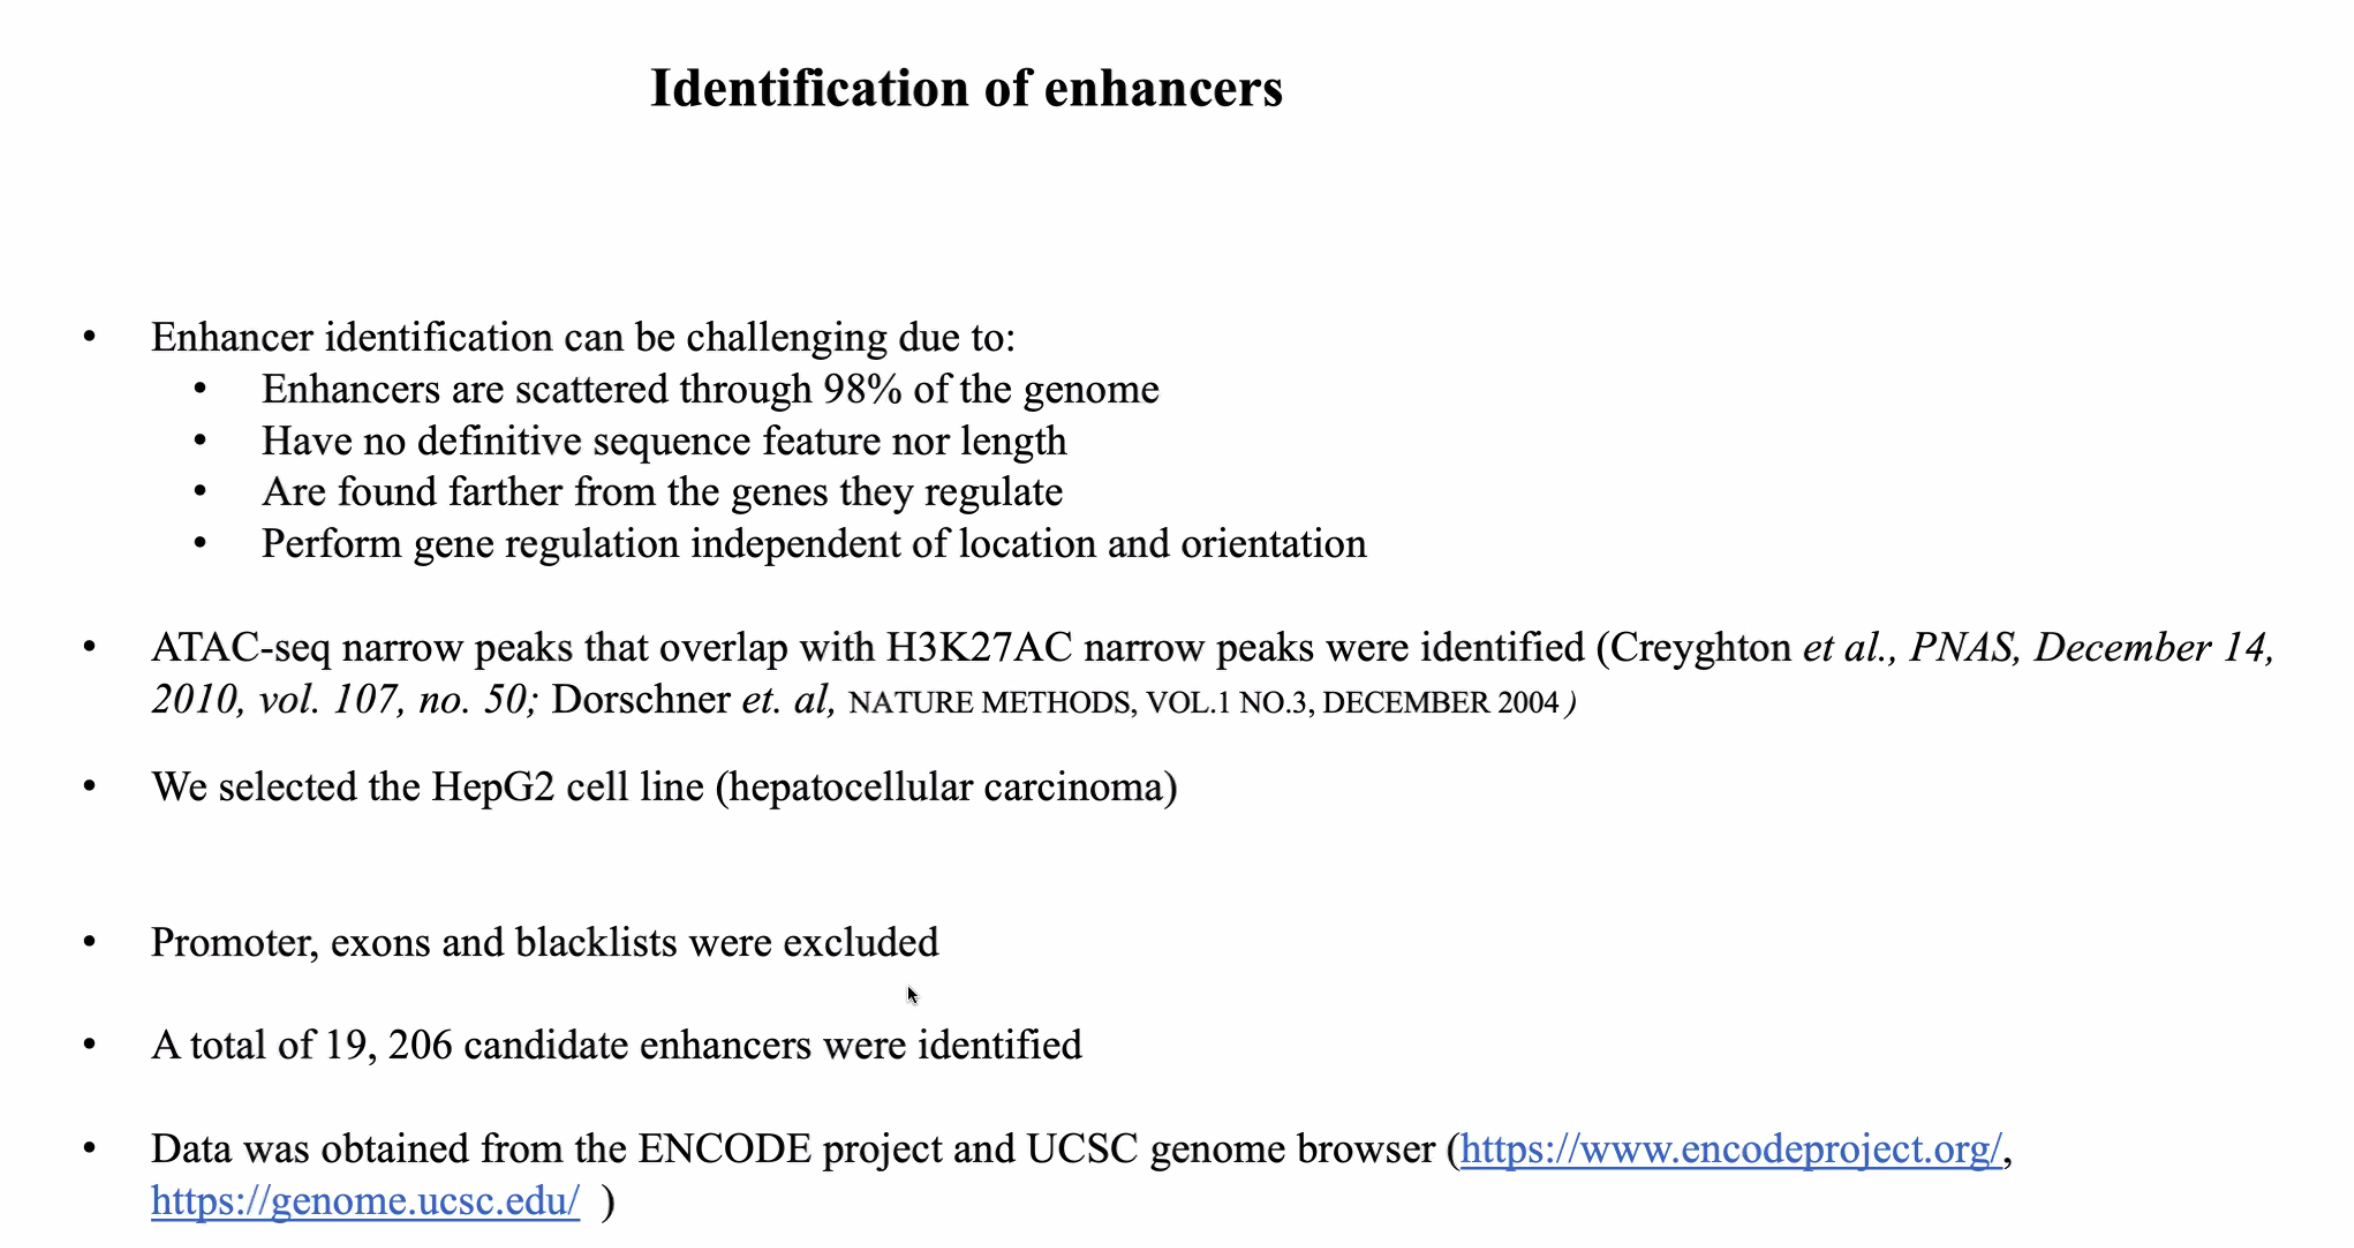 Identification of enhancers
• Enhancer identification can be challenging due to:
• Enhancers are scattered through 98% of the genome
• Have no definitive sequence feature nor length
• Are found farther from the genes they regulate
• Perform gene regulation independent of location and orientation
• ATAC-seq narrow peaks that overlap with H3K27AC narrow peaks were identified (Creyghton et al., PNAS, December 14,
2010, vol. 107, no. 50; Dorschner et. al, NATURE METHODS, VOL.1 NO.3, DECEMBER 2004 )
• We selected the HepG2 cell line (hepatocellular carcinoma)
• Promoter, exons and blacklists were excluded
• A total of 19, 206 candidate enhancers were identified
• Data was obtained from the ENCODE project and UCSC genome browser (https://www.encodeproject.org/,
https://genome.ucsc.edu/ )